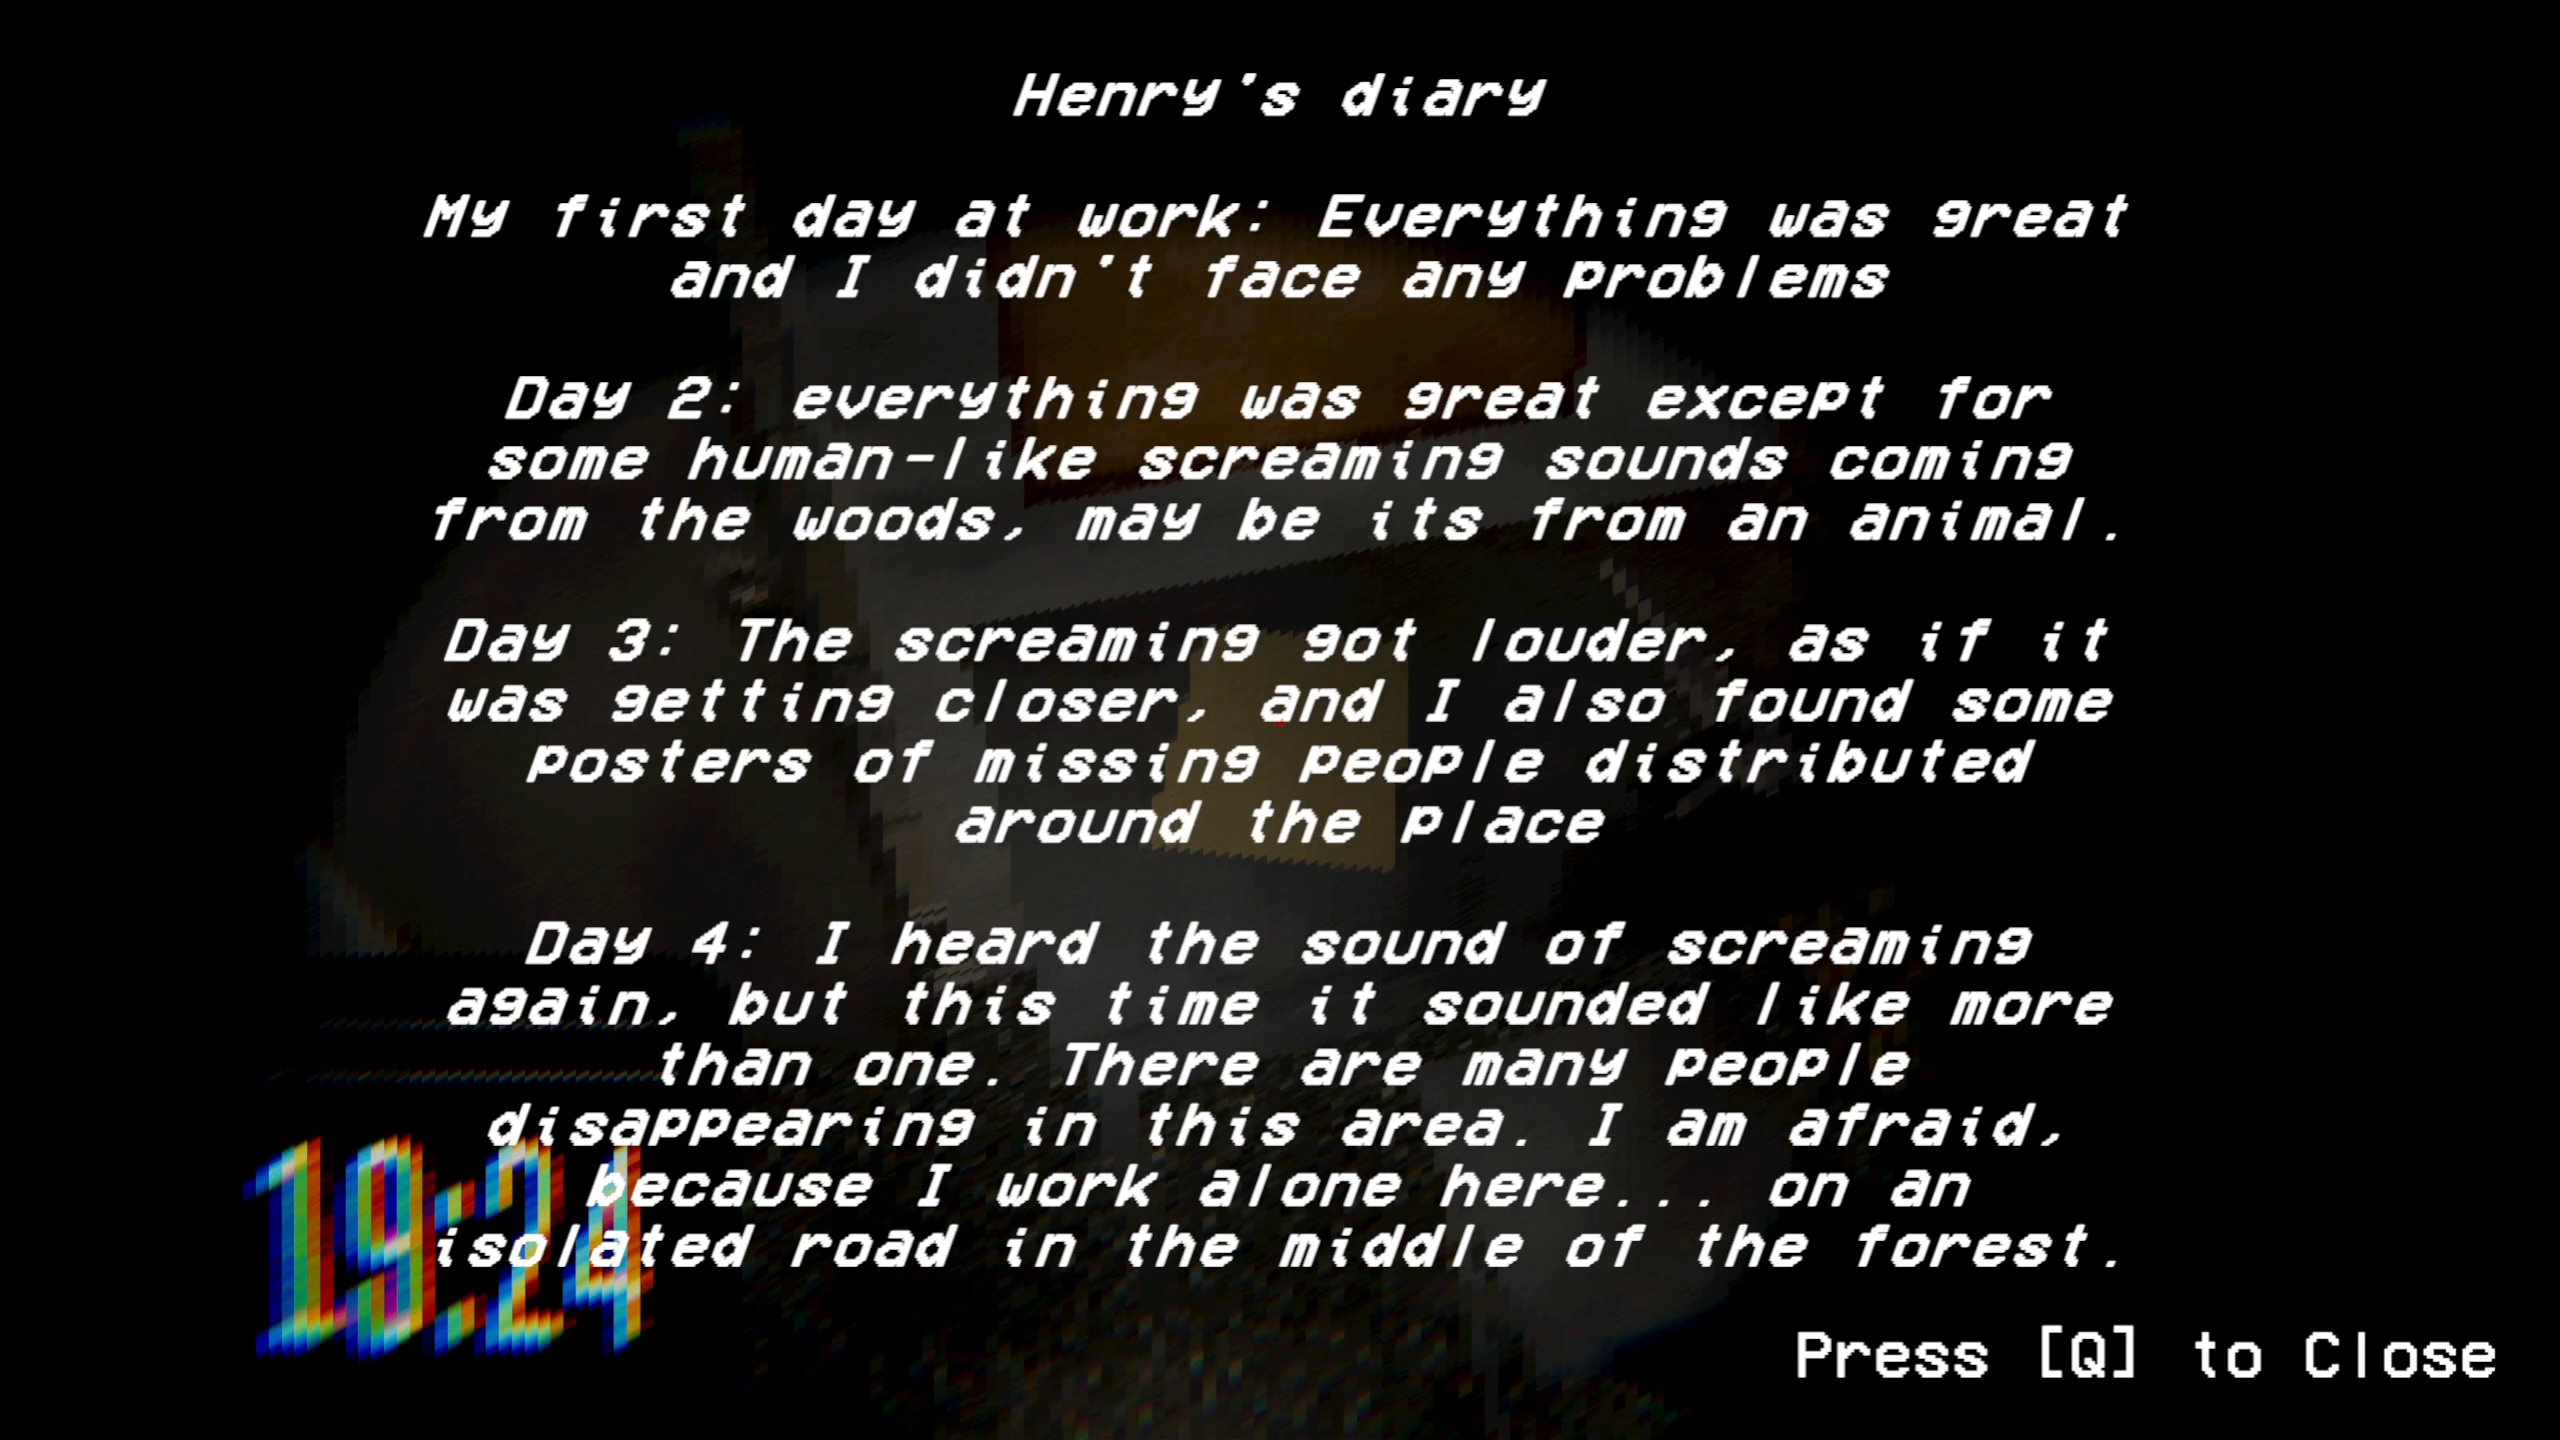 Henry's diary
My first day at work: Everything was great
and I didn't face any problems
Day 2: everything was great except for
some human-like screaming sounds coming
from the woods, may be its from an animal.
Day 3: The screaming got louder, as if it
was getting closer, and I also found some
posters of missing people distributed
around the place
Day 4: I heard the sound of screaming
again, but this time it sounded like more
than one. There are many people
disappearing in this area. I am afraid,
because I work alone here... on an
isolated road in the middle of the forest.
19:24
Press [Q] to Close